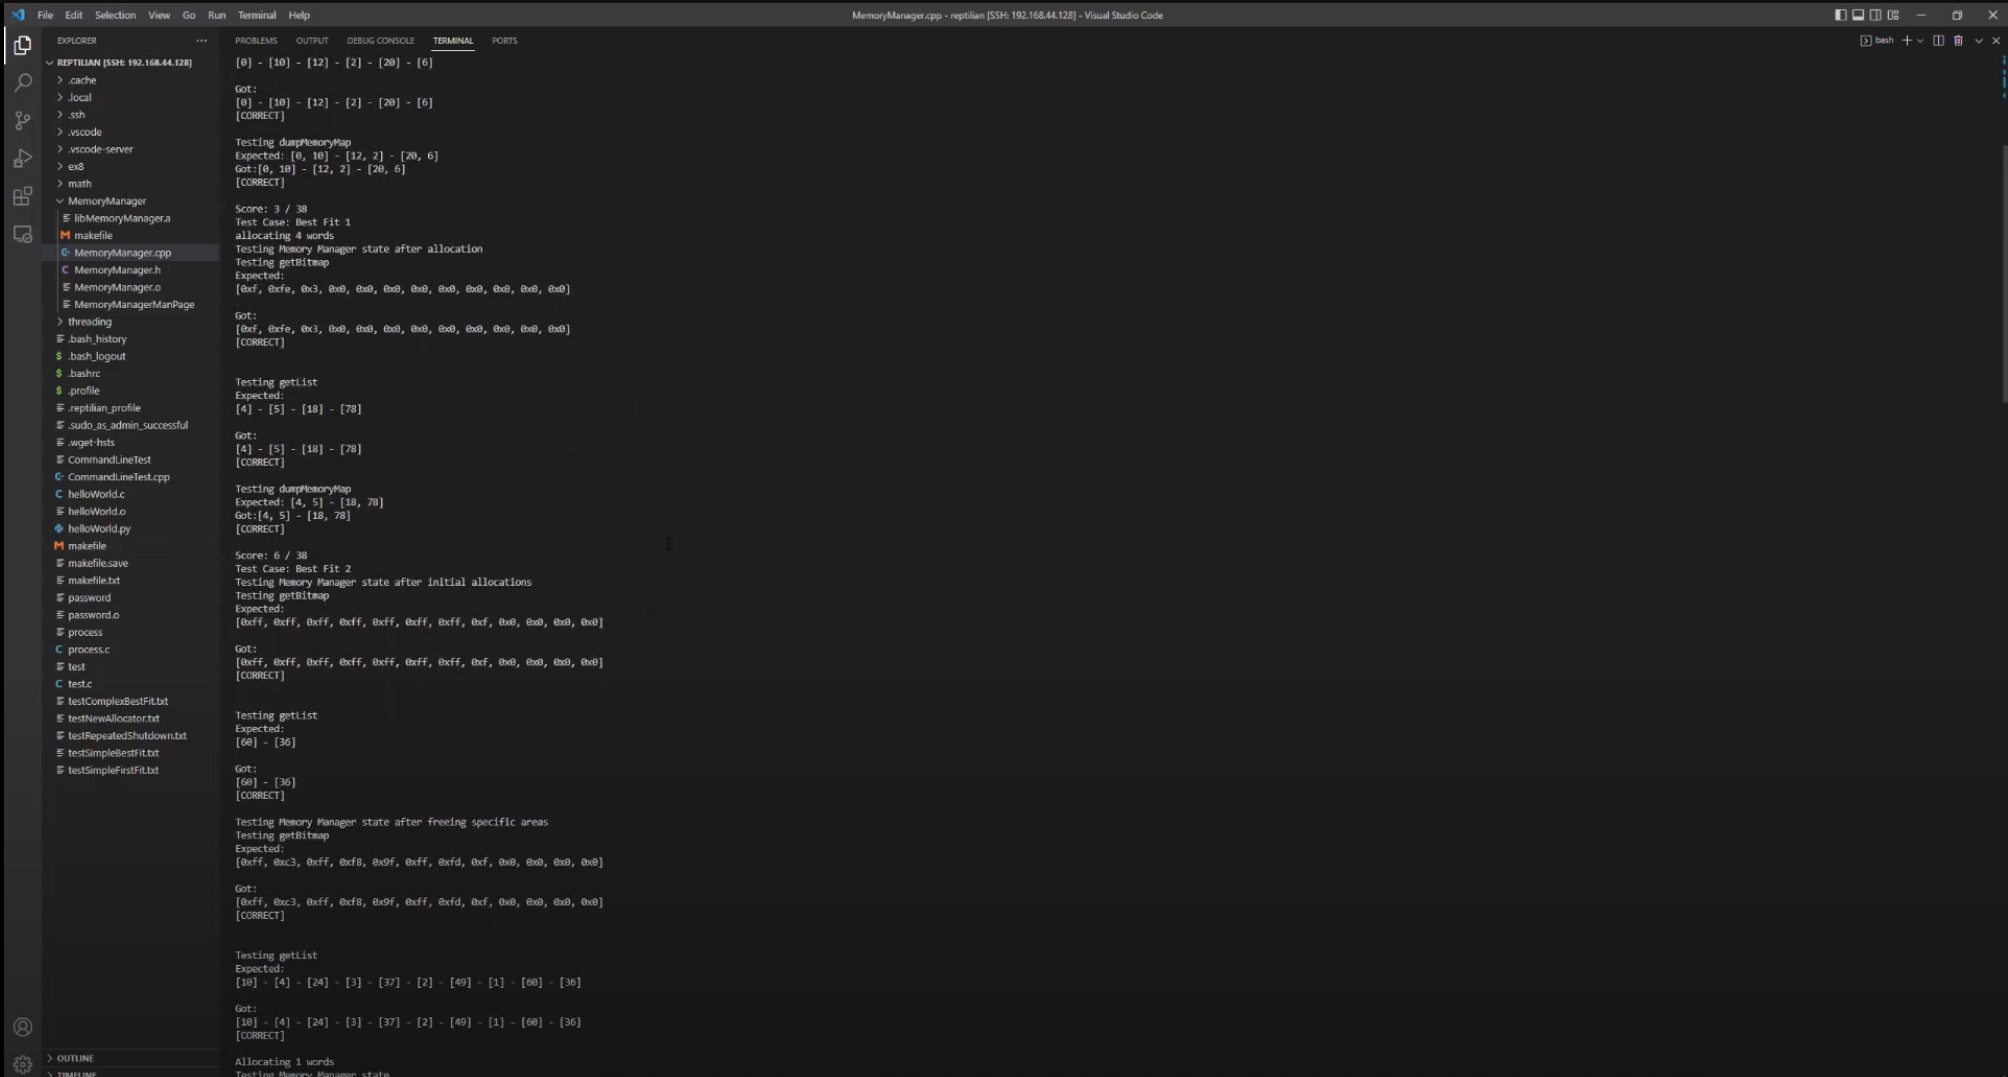 File Edit Selection View Go Run Terminal Help
MemoryManager.cpp - reptilian [SSH: 192.168.44.128] - Visual Studio Code
EXPLORER
REPTILIAN [SSH: 192.168.44.128]
.cache
.local
.ssh
.vscode
.vscode-server
ex8
math
MemoryManager
libMemoryManager.a
makefile
MemoryManager.cpp
MemoryManager.h
MemoryManager.o
MemoryManagerManPage
threading
.bash_history
.bash_logout
.bashrc
.profile
.reptilian_profile
.sudo_as_admin_successful
.wget-hsts
CommandLineTest
CommandLineTest.cpp
helloWorld.c
helloWorld.o
helloWorld.py
makefile
makefile.save
makefile.txt
password
password.o
process
process.c
test
test.c
testComplexBestFit.txt
testNewAllocator.txt
testRepeatedShutdown.txt
testSimpleBestFit.txt
testSimpleFirstFit.txt
OUTLINE
TIMELINE
PROBLEMS OUTPUT DEBUG CONSOLE TERMINAL PORTS
bash
[0] - [10] - [12] - [2] - [20] - [6]
Got:
[0] - [10] - [12] - [2] - [20] - [6]
[CORRECT]
Testing dumpMemoryMap
Expected: [0, 10] - [12, 2] - [20, 6]
Got:[0, 10] - [12, 2] - [20, 6]
[CORRECT]
Score: 3 / 38
Test Case: Best Fit 1
allocating 4 words
Testing Memory Manager state after allocation
Testing getBitmap
Expected:
[0xf, 0xfe, 0x3, 0x0, 0x0, 0x0, 0x0, 0x0, 0x0, 0x0, 0x0, 0x0]
Got:
[0xf, 0xfe, 0x3, 0x0, 0x0, 0x0, 0x0, 0x0, 0x0, 0x0, 0x0, 0x0]
[CORRECT]
Testing getList
Expected:
[4] - [5] - [18] - [78]
Got:
[4] - [5] - [18] - [78]
[CORRECT]
Testing dumpMemoryMap
Expected: [4, 5] - [18, 78]
Got:[4, 5] - [18, 78]
[CORRECT]
Score: 6 / 38
Test Case: Best Fit 2
Testing Memory Manager state after initial allocations
Testing getBitmap
Expected:
[0xff, 0xff, 0xff, 0xff, 0xff, 0xff, 0xff, 0xf, 0x0, 0x0, 0x0, 0x0]
Got:
[0xff, 0xff, 0xff, 0xff, 0xff, 0xff, 0xff, 0xf, 0x0, 0x0, 0x0, 0x0]
[CORRECT]
Testing getList
Expected:
[60] - [36]
Got:
[60] - [36]
[CORRECT]
Testing Memory Manager state after freeing specific areas
Testing getBitmap
Expected:
[0xff, 0xc3, 0xff, 0xf8, 0x9f, 0xff, 0xfd, 0xf, 0x0, 0x0, 0x0, 0x0]
Got:
[0xff, 0xc3, 0xff, 0xf8, 0x9f, 0xff, 0xfd, 0xf, 0x0, 0x0, 0x0, 0x0]
[CORRECT]
Testing getList
Expected:
[10] - [4] - [24] - [3] - [37] - [2] - [49] - [1] - [60] - [36]
Got:
[10] - [4] - [24] - [3] - [37] - [2] - [49] - [1] - [60] - [36]
[CORRECT]
Allocating 1 words
Testing Memory Manager state